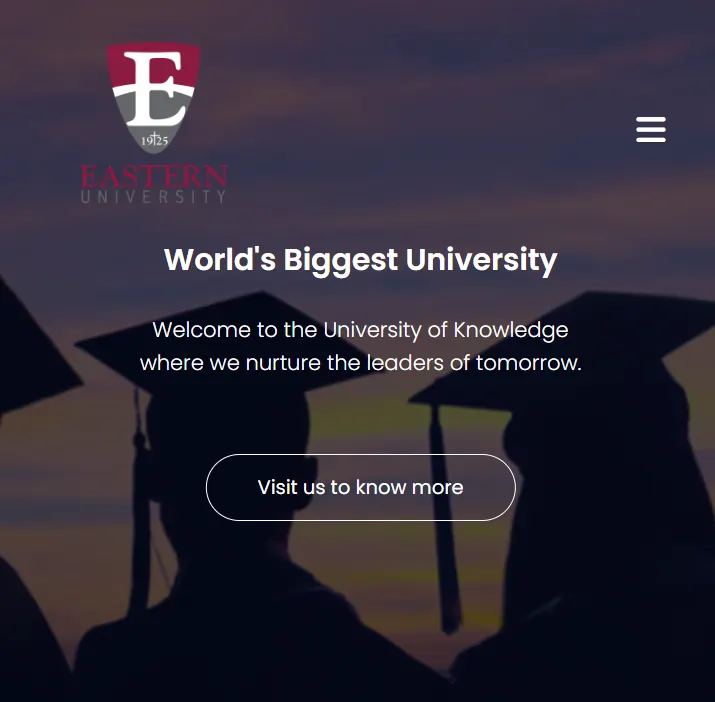 E
1925
EASTERN
UNIVERSITY
World's Biggest University
Welcome to the University of Knowledge
where we nurture the leaders of tomorrow.
Visit us to know more